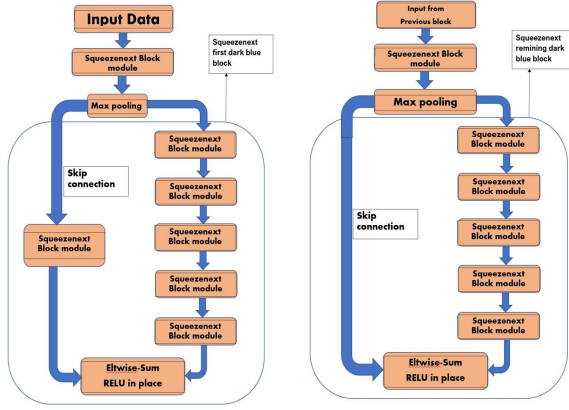 Input Data
Squeezenext Block
module
Max pooling
Squeezenext
first dark blue
block
Squeezenext
Block module
Skip
connection
Squeezenext
Block module
Squeezenext
Block module
Squeezenext
Block module
Squeezenext
Block module
Squeezenext
Block module
Eltwise-Sum
RELU in place
Input from
Previous block
Squeezenext Block
module
Max pooling
Squeezenext
remining dark
blue block
Squeezenext
Block module
Skip
connection
Squeezenext
Block module
Squeezenext
Block module
Squeezenext
Block module
Squeezenext
Block module
Eltwise-Sum
RELU in place